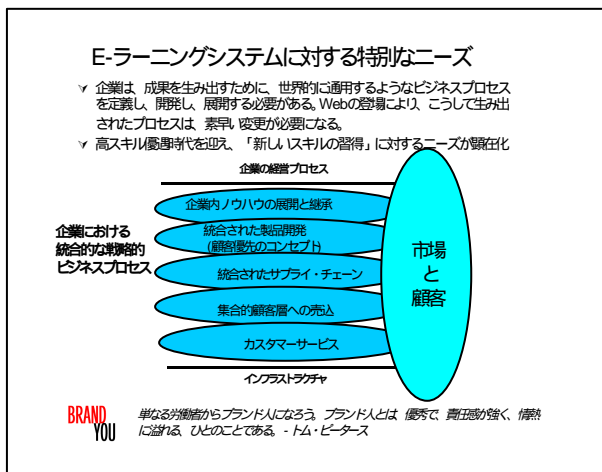 E-ラーニングシステムに対する特別なニーズ
企業は、成果を生み出すために、世界的に通用するようなビジネスプロセス
を定義し、開発し、展開する必要がある。Webの登場により、こうして生み出
されたプロセスは、素早い変更が必要になる。
高スキル優遇時代を迎え、「新しいスキルの習得」に対するニーズが顕在化
企業の経営プロセス
企業内ノウハウの展開と継承
企業における
統合的な戦略的
ビジネスプロセス
統合された製品開発
(顧客優先のコンセプト)
統合されたサプライ・チェーン
集合的顧客層への売込
カスタマーサービス
市場
と
顧客
インフラストラクチャ
BRAND
YOU
単なる労働者からブランド人になろう。ブランド人とは、優秀で、責任感が強く、情熱
に溢れる、ひとのことである。- トム・ピータース